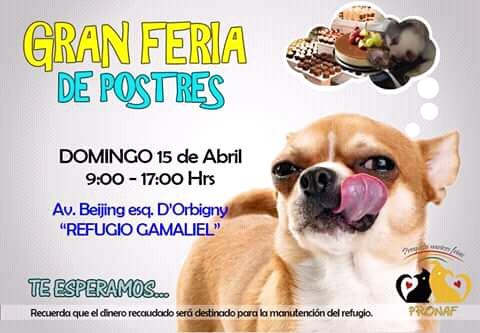 GRAN FERIA
DE POSTRES
DOMINGO 15 de Abril
9:00 - 17:00 Hrs
Av. Beijing esq. D'Orbigny
“REFUGIO GAMALIEL”
TE ESPERAMOS...
Recuerda que el dinero recaudado será destinado para la manutención del refugio.
PRONAF